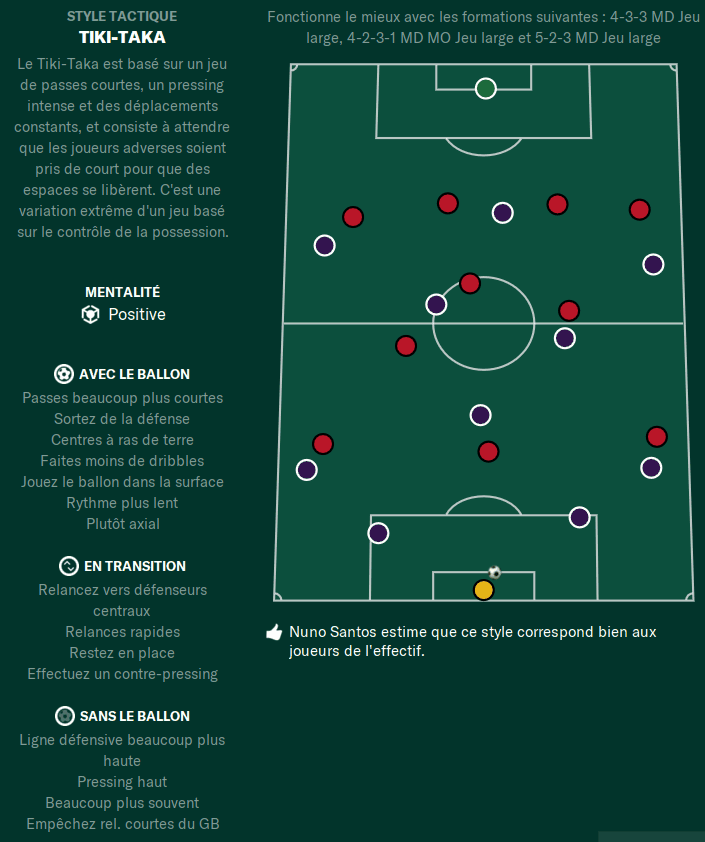 STYLE TACTIQUE
TIKI-TAKA
Le Tiki-Taka est basé sur un jeu
de passes courtes, un pressing
intense et des déplacements
constants, et consiste à attendre
que les joueurs adverses soient
pris de court pour que des
espaces se libèrent. C'est une
variation extrême d'un jeu basé
sur le contrôle de la possession.
MENTALITÉ
Positive
AVEC LE BALLON
Passes beaucoup plus courtes
Sortez de la défense
Centres à ras de terre
Faites moins de dribbles
Jouez le ballon dans la surface
Rythme plus lent
Plutôt axial
EN TRANSITION
Relancez vers défenseurs
centraux
Relances rapides
Restez en place
Effectuez un contre-pressing
SANS LE BALLON
Ligne défensive beaucoup plus
haute
Pressing haut
Beaucoup plus souvent
Empêchez rel. courtes du GB
Fonctionne le mieux avec les formations suivantes : 4-3-3 MD Jeu
large, 4-2-3-1 MD MO Jeu large et 5-2-3 MD Jeu large
Nuno Santos estime que ce style correspond bien aux
joueurs de l'effectif.